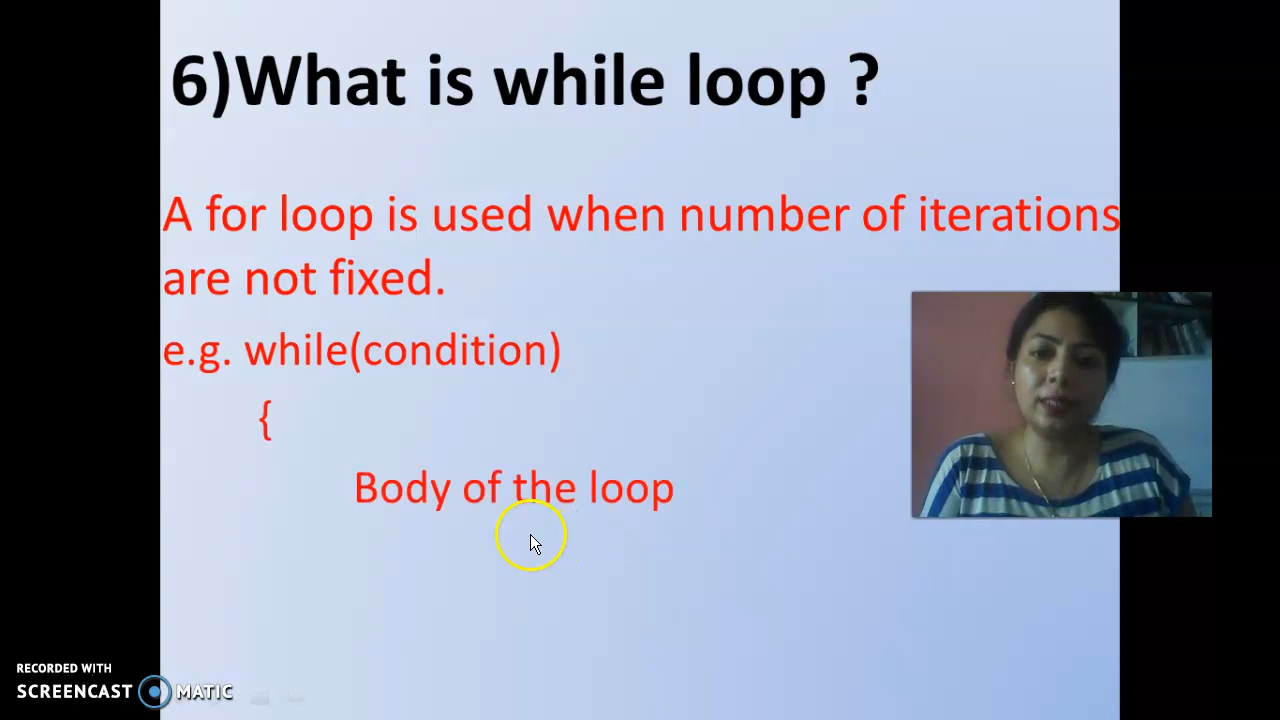 6)What is while loop ?
A for loop is used when number of iterations
are not fixed.
e.g. while(condition)
{
Body of the loop
RECORDED WITH
SCREENCAST MATIC